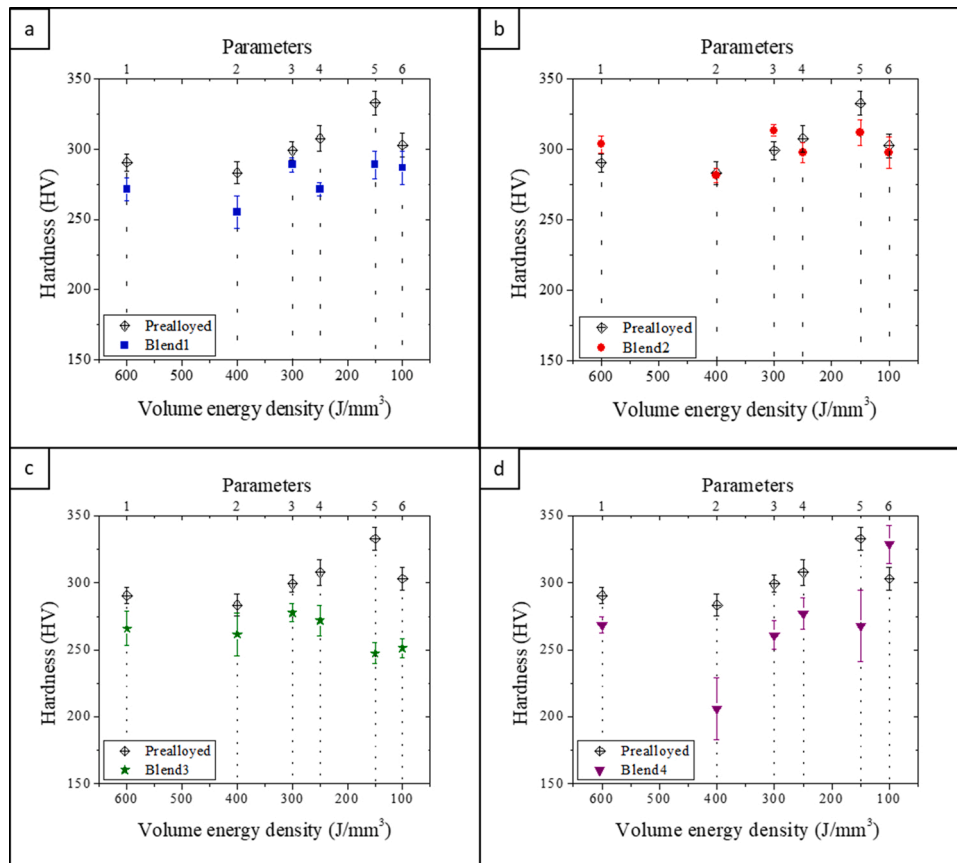 a
Parameters
1 2 3 4 5 6
350
300
250
200
150
Hardness (HV)
Prealloyed
Blend1
600 500 400 300 200 100
Volume energy density (J/mm³)
b
Parameters
1 2 3 4 5 6
350
300
250
200
150
Hardness (HV)
Prealloyed
Blend2
600 500 400 300 200 100
Volume energy density (J/mm³)
c
Parameters
1 2 3 4 5 6
350
300
250
200
150
Hardness (HV)
Prealloyed
Blend3
600 500 400 300 200 100
Volume energy density (J/mm³)
d
Parameters
1 2 3 4 5 6
350
300
250
200
150
Hardness (HV)
Prealloyed
Blend4
600 500 400 300 200 100
Volume energy density (J/mm³)